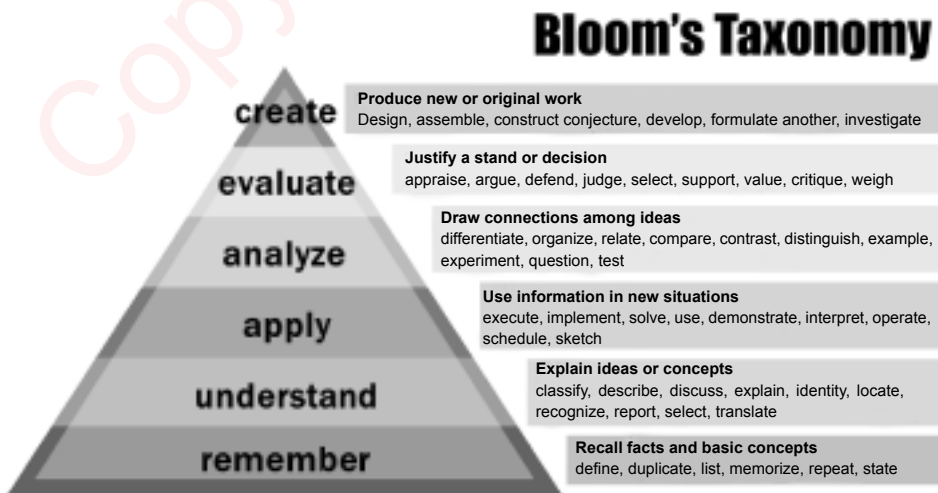 Bloom's Taxonomy
create
Produce new or original work
Design, assemble, construct conjecture, develop, formulate another, investigate
evaluate
Justify a stand or decision
appraise, argue, defend, judge, select, support, value, critique, weigh
analyze
Draw connections among ideas
differentiate, organize, relate, compare, contrast, distinguish, example,
experiment, question, test
apply
Use information in new situations
execute, implement, solve, use, demonstrate, interpret, operate,
schedule, sketch
understand
Explain ideas or concepts
classify, describe, discuss, explain, identity, locate,
recognize, report, select, translate
remember
Recall facts and basic concepts
define, duplicate, list, memorize, repeat, state
Copy